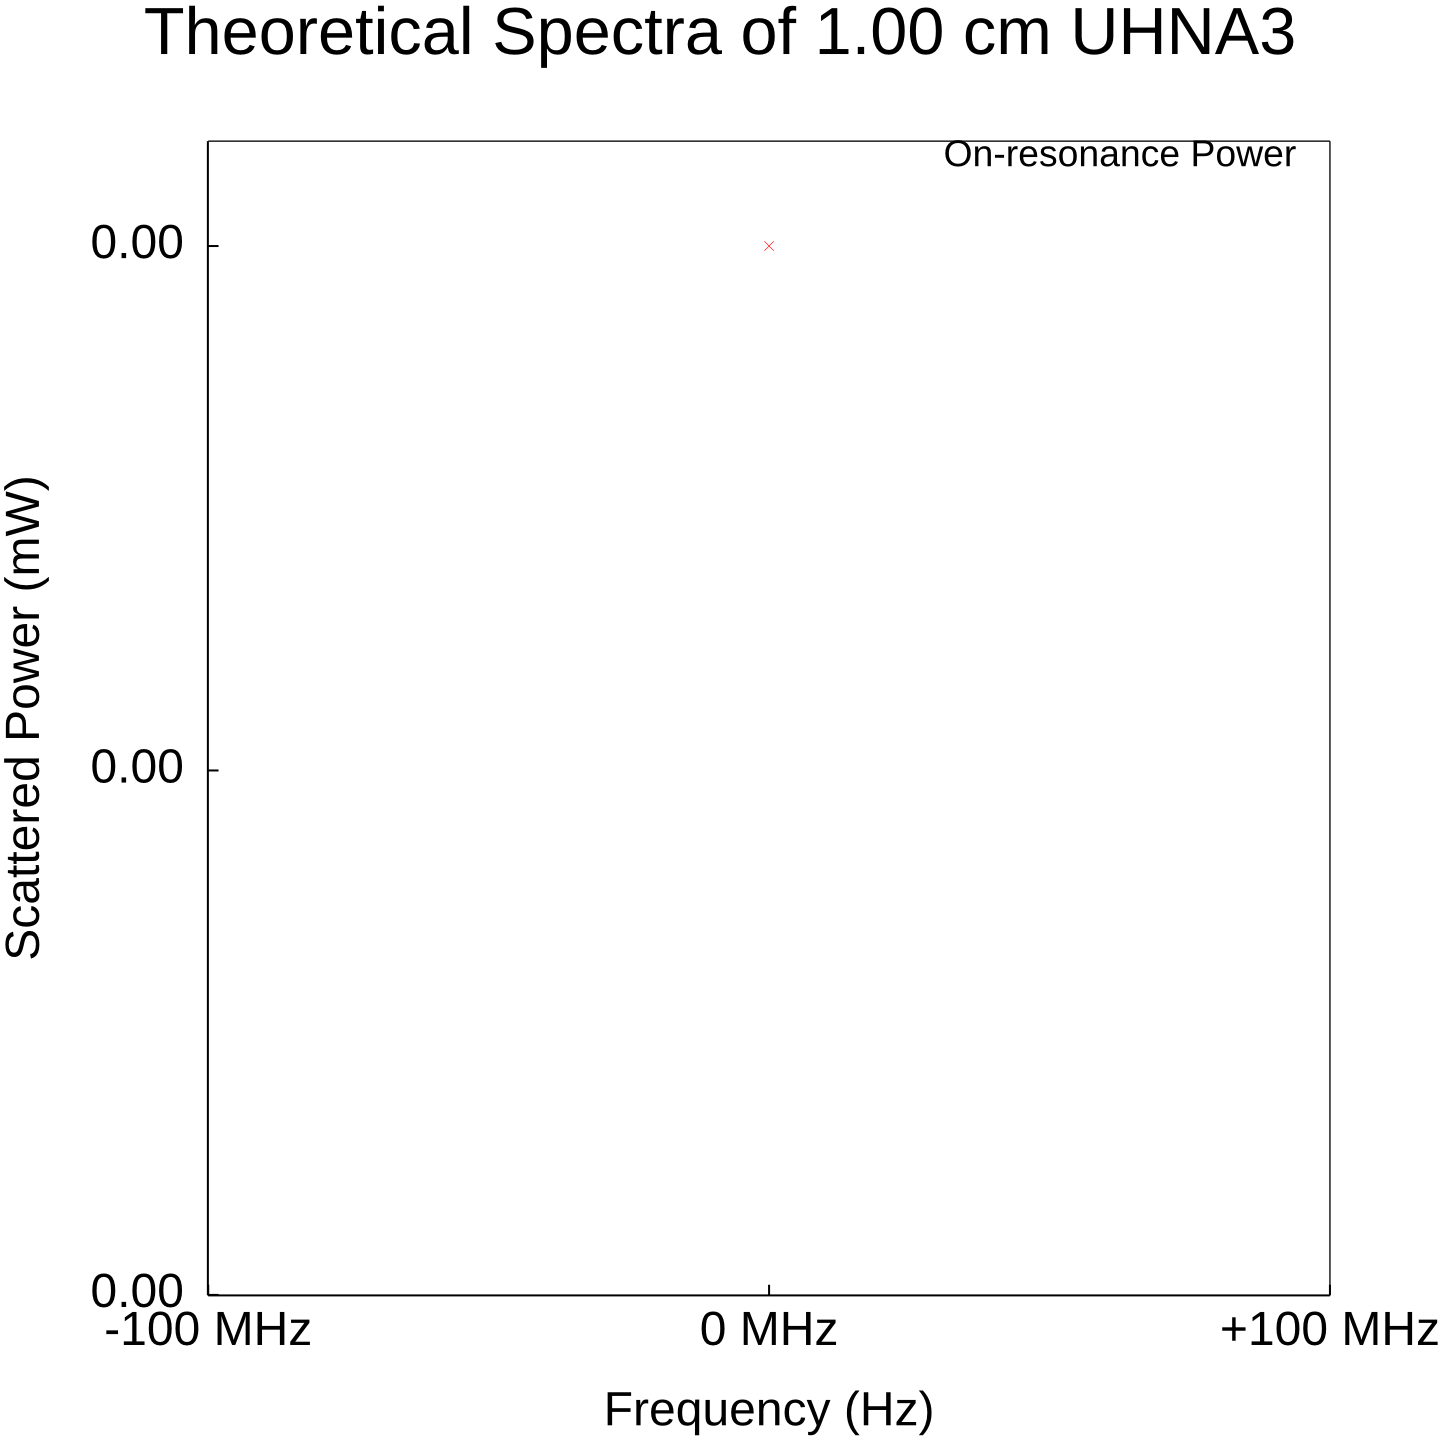 Theoretical Spectra of 1.00 cm UHNA3
On-resonance Power
0.00
Scattered Power (mW)
0.00
0.00
-100 MHz
0 MHz
+100 MHz
Frequency (Hz)